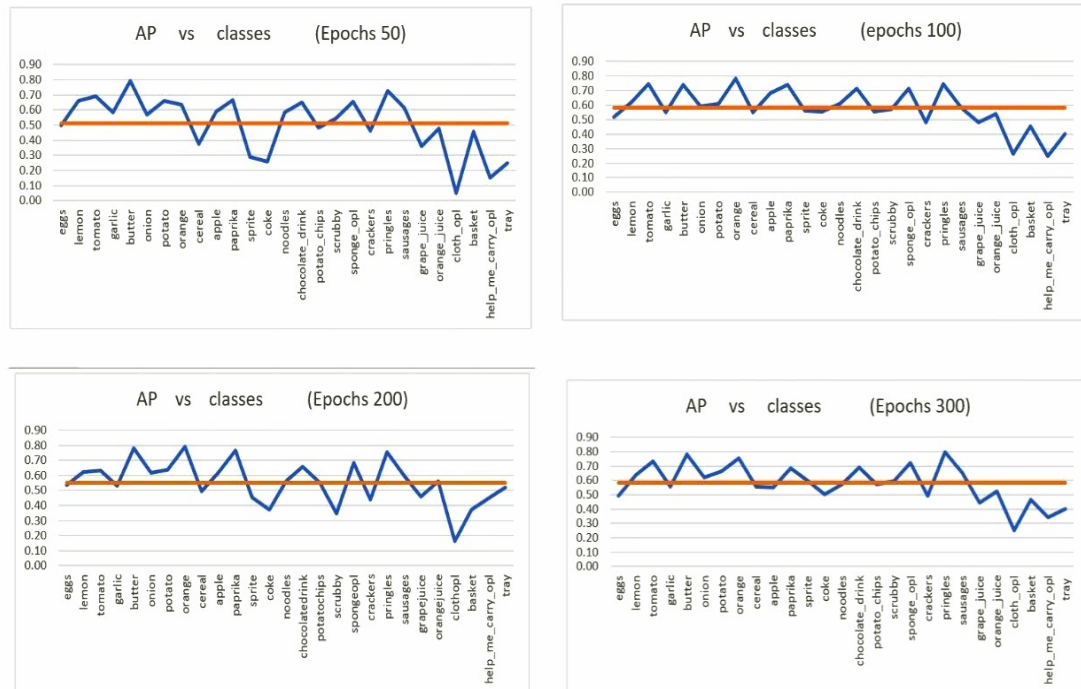 AP vs classes (Epochs 50)
0.90
0.80
0.70
0.60
0.50
0.40
0.30
0.20
0.10
0.00
eggs
lemon
tomato
garlic
butter
onion
potato
orange
cereal
apple
paprika
sprite
coke
noodles
chocolate_drink
potato_chips
scrubby
sponge_opl
crackers
pringles
sausages
grape_juice
orange_juice
cloth_opl
basket
help_me_carry_opl
tray
AP vs classes (epochs 100)
0.90
0.80
0.70
0.60
0.50
0.40
0.30
0.20
0.10
0.00
eggs
lemon
tomato
garlic
butter
onion
potato
orange
cereal
apple
paprika
sprite
coke
noodles
chocolate_drink
potato_chips
scrubby
sponge_opl
crackers
pringles
sausages
grape_juice
orange_juice
cloth_opl
basket
help_me_carry_opl
tray
AP vs classes (Epochs 200)
0.90
0.80
0.70
0.60
0.50
0.40
0.30
0.20
0.10
0.00
eggs
lemon
tomato
garlic
butter
onion
potato
orange
cereal
apple
paprika
sprite
coke
noodles
chocolatedrink
potatochips
scrubby
spongeopl
crackers
pringles
sausages
grapejuice
orangejuice
clothopl
basket
help_me_carry_opl
tray
AP vs classes (Epochs 300)
0.90
0.80
0.70
0.60
0.50
0.40
0.30
0.20
0.10
0.00
eggs
lemon
tomato
garlic
butter
onion
potato
orange
cereal
apple
paprika
sprite
coke
noodles
chocolate_drink
potato_chips
scrubby
sponge_opl
crackers
pringles
sausages
grape_juice
orange_juice
cloth_opl
basket
help_me_carry_opl
tray